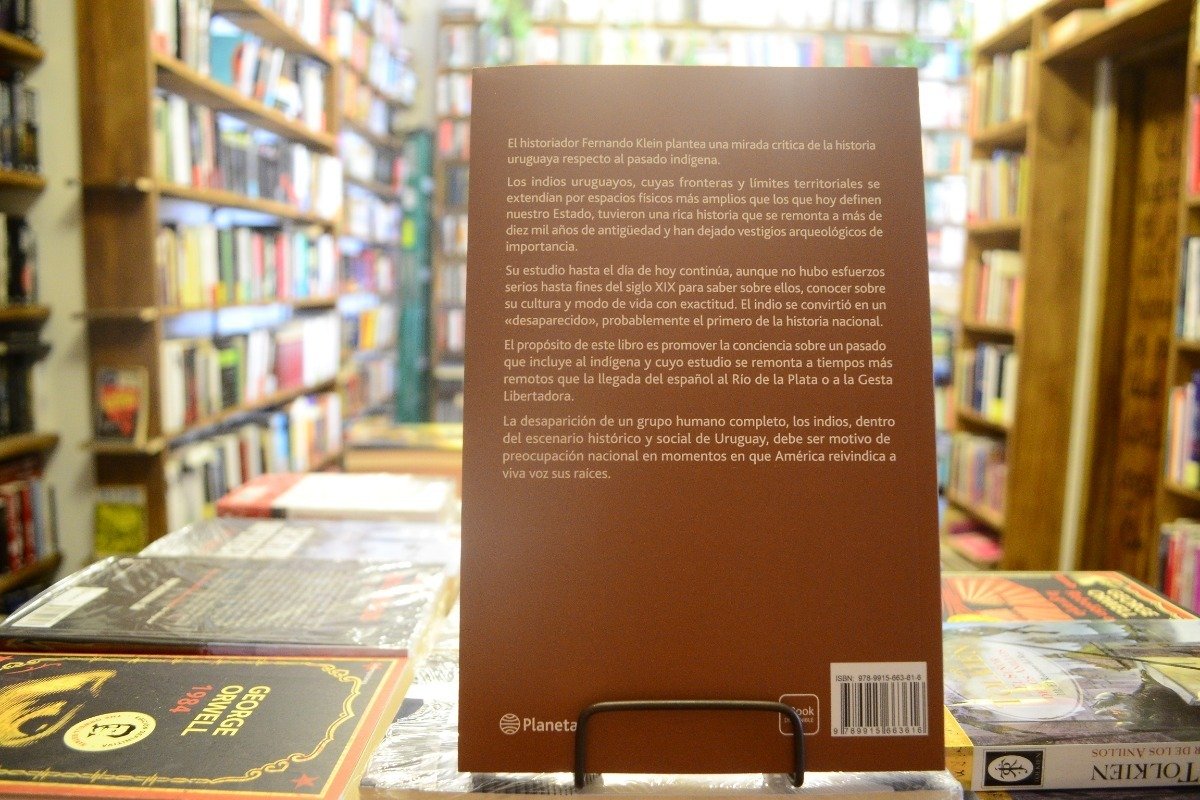 El historiador Fernando Klein plantea una mirada crítica de la historia
uruguaya respecto al pasado indígena.
Los indios uruguayos, cuyas fronteras y límites territoriales se
extendían por espacios físicos más amplios que los que hoy definen
nuestro Estado, tuvieron una rica historia que se remonta a más de
diez mil años de antigüedad y han dejado vestigios arqueológicos de
importancia.
Su estudio hasta el día de hoy continúa, aunque no hubo esfuerzos
serios hasta fines del siglo XIX para saber sobre ellos, conocer sobre
su cultura y modo de vida con exactitud. El indio se convirtió en un
«desaparecido», probablemente el primero de la historia nacional.
El propósito de este libro es promover la conciencia sobre un pasado
que incluye al indígena y cuyo estudio se remonta a tiempos más
remotos que la llegada del español al Río de la Plata o a la Gesta
Libertadora.
La desaparición de un grupo humano completo, los indios, dentro
del escenario histórico y social de Uruguay, debe ser motivo de
preocupación nacional en momentos en que América reivindica a
viva voz sus raíces.
ISBN: 978-9915-663-61-6
9789915663616
Planeta
GEORGE
ORWELL
1984
DE LOS ANILLOS
TOLKIEN